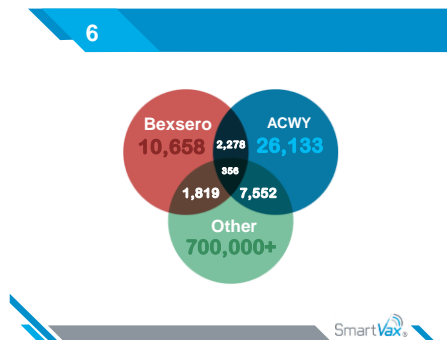 6
Bexsero
10,658
2,278
ACWY
26,133
356
1,819
7,552
Other
700,000+
SmartVax®